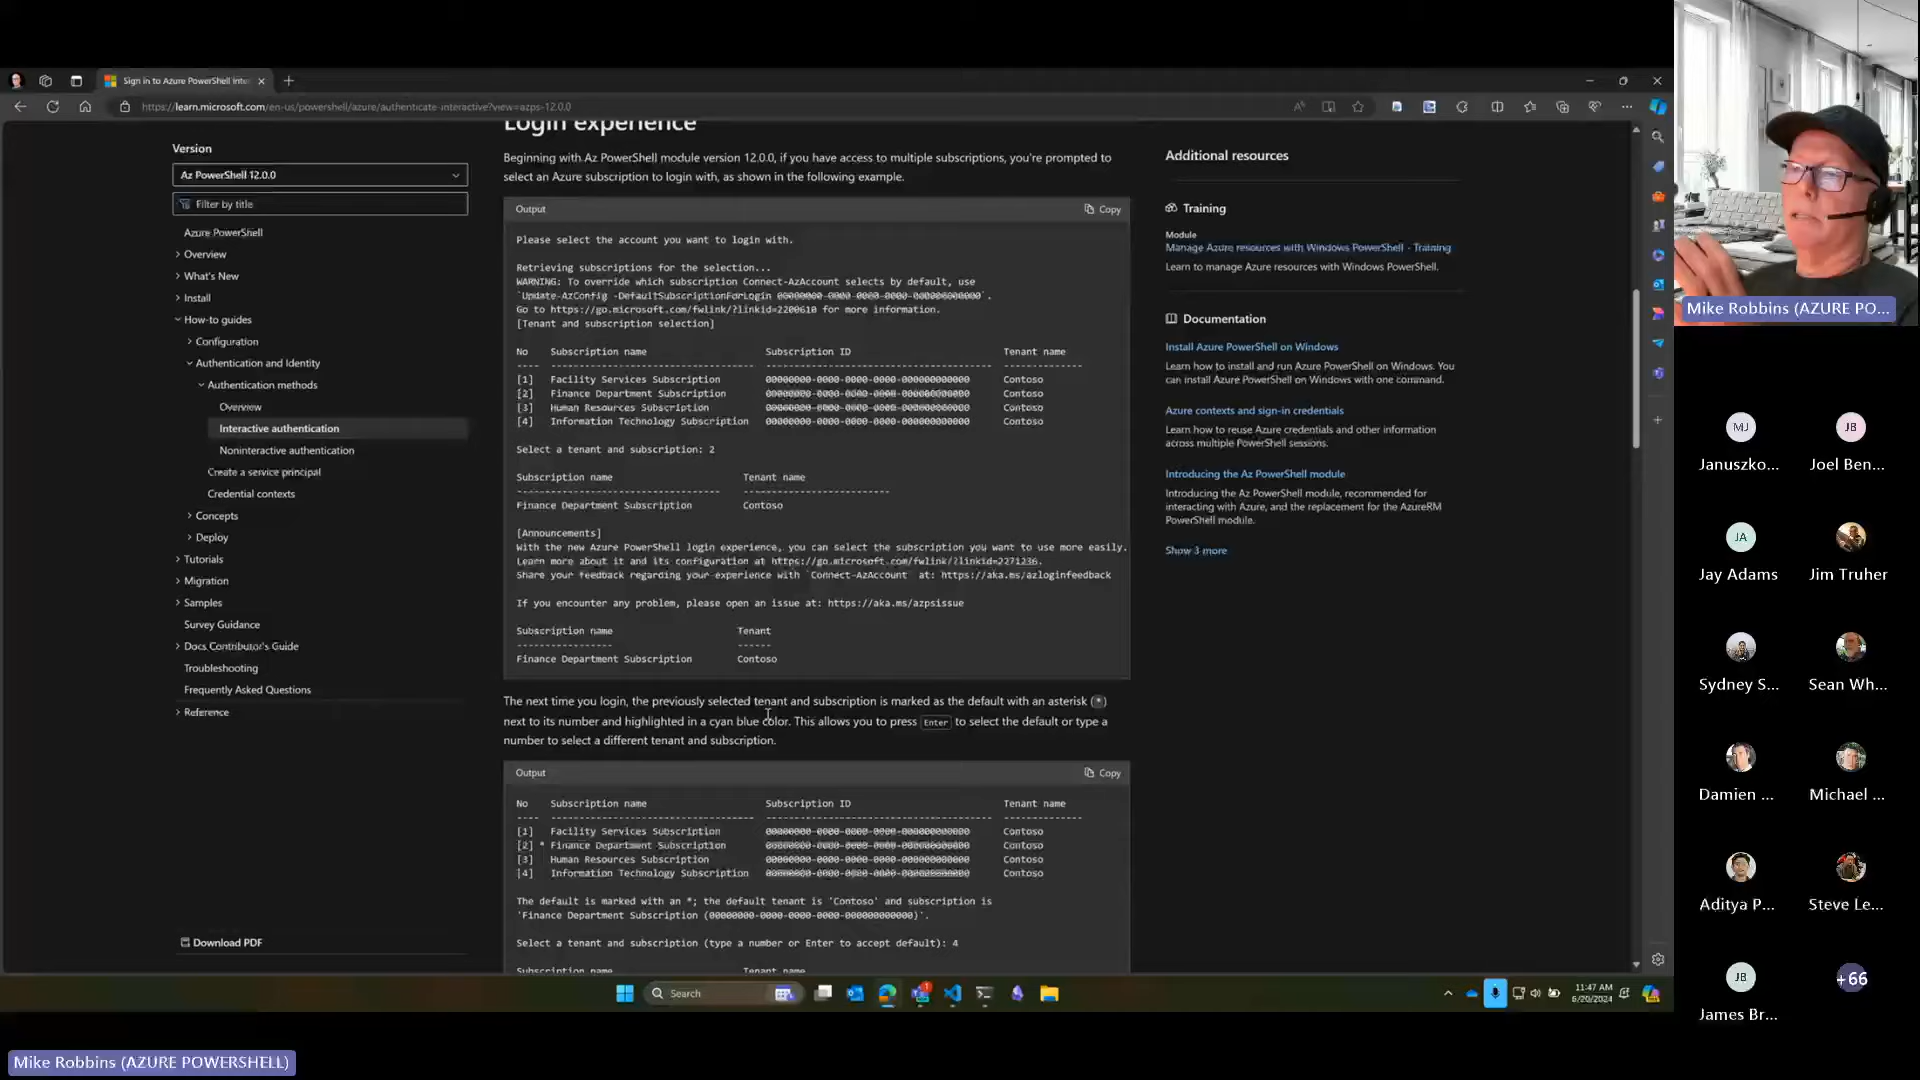 Sign in to Azure PowerShell inte
https://learn.microsoft.com/en-us/powershell/azure/authenticate-interactive?view=azps-12.0.0
Version
Az PowerShell 12.0.0
Filter by title
Azure PowerShell
Overview
What's New
Install
How-to guides
Configuration
Authentication and Identity
Authentication methods
Overview
Interactive authentication
Noninteractive authentication
Create a service principal
Credential contexts
Concepts
Deploy
Tutorials
Migration
Samples
Survey Guidance
Docs Contributor's Guide
Troubleshooting
Frequently Asked Questions
Reference
Download PDF
Login experience
Beginning with Az PowerShell module version 12.0.0, if you have access to multiple subscriptions, you're prompted to
select an Azure subscription to login with, as shown in the following example.
Output
Copy
Please select the account you want to login with.
Retrieving subscriptions for the selection...
WARNING: To override which subscription Connect-AzAccount selects by default, use
`Update-AzConfig -DefaultSubscriptionForLogin 00000000-0000-0000-0000-000000000000`.
Go to https://go.microsoft.com/fwlink/?linkid=2200610 for more information.
[Tenant and subscription selection]
No Subscription name Subscription ID Tenant name
---- ------------------------------------ ---------------------------------------- --------------
[1] Facility Services Subscription 00000000-0000-0000-0000-000000000000 Contoso
[2] Finance Department Subscription 00000000-0000-0000-0000-000000000000 Contoso
[3] Human Resources Subscription 00000000-0000-0000-0000-000000000000 Contoso
[4] Information Technology Subscription 00000000-0000-0000-0000-000000000000 Contoso
Select a tenant and subscription: 2
Subscription name Tenant name
------------------------------------ --------------------------
Finance Department Subscription Contoso
[Announcements]
With the new Azure PowerShell login experience, you can select the subscription you want to use more easily.
Learn more about it and its configuration at https://go.microsoft.com/fwlink/?linkid=2271236.
Share your feedback regarding your experience with `Connect-AzAccount` at: https://aka.ms/azloginfeedback
If you encounter any problem, please open an issue at: https://aka.ms/azpsissue
Subscription name Tenant
----------------- ------
Finance Department Subscription Contoso
The next time you login, the previously selected tenant and subscription is marked as the default with an asterisk (*)
next to its number and highlighted in a cyan blue color. This allows you to press Enter to select the default or type a
number to select a different tenant and subscription.
Output
Copy
No Subscription name Subscription ID Tenant name
---- ------------------------------------ ---------------------------------------- --------------
[1] Facility Services Subscription 00000000-0000-0000-0000-000000000000 Contoso
[2] * Finance Department Subscription 00000000-0000-0000-0000-000000000000 Contoso
[3] Human Resources Subscription 00000000-0000-0000-0000-000000000000 Contoso
[4] Information Technology Subscription 00000000-0000-0000-0000-000000000000 Contoso
The default is marked with an *; the default tenant is 'Contoso' and subscription is
'Finance Department Subscription (00000000-0000-0000-0000-000000000000)'.
Select a tenant and subscription (type a number or Enter to accept default): 4
Subscription name Tenant name
Additional resources
Training
Module
Manage Azure resources with Windows PowerShell - Training
Learn to manage Azure resources with Windows PowerShell.
Documentation
Install Azure PowerShell on Windows
Learn how to install and run Azure PowerShell on Windows. You
can install Azure PowerShell on Windows with one command.
Azure contexts and sign-in credentials
Learn how to reuse Azure credentials and other information
across multiple PowerShell sessions.
Introducing the Az PowerShell module
Introducing the Az PowerShell module, recommended for
interacting with Azure, and the replacement for the AzureRM
PowerShell module.
Show 3 more
Search
11:47 AM
6/20/2024
Mike Robbins (AZURE PO...
MJ
JB
Januszko...
Joel Ben...
JA
Jay Adams
Jim Truher
Sydney S...
Sean Wh...
Damien ...
Michael ...
Aditya P...
Steve Le...
JB
+66
James Br...
Mike Robbins (AZURE POWERSHELL)